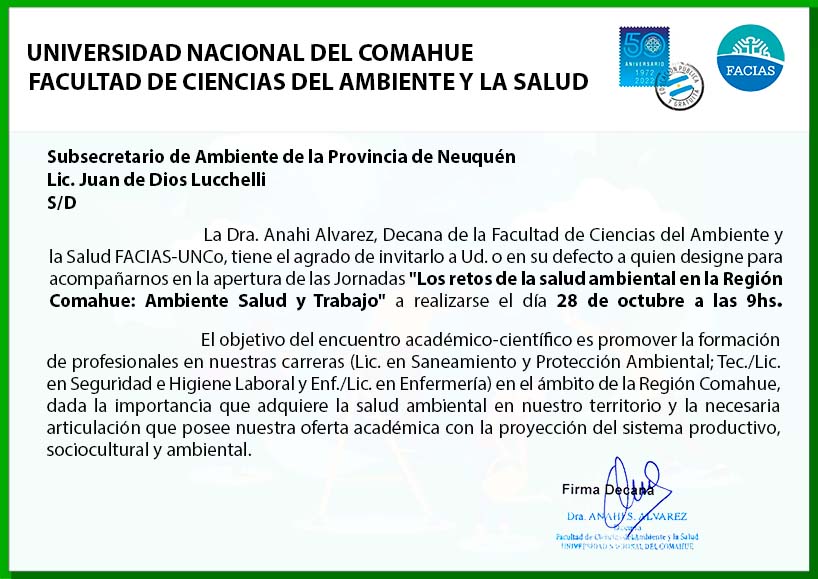 UNIVERSIDAD NACIONAL DEL COMAHUE
FACULTAD DE CIENCIAS DEL AMBIENTE Y LA SALUD
50
ANIVERSARIO
1972
2022
EDUCACIÓN PÚBLICA
Y GRATUITA
FACIAS
Subsecretario de Ambiente de la Provincia de Neuquén
Lic. Juan de Dios Lucchelli
S/D
La Dra. Anahi Alvarez, Decana de la Facultad de Ciencias del Ambiente y
la Salud FACIAS-UNCo, tiene el agrado de invitarlo a Ud. o en su defecto a quien designe para
acompañarnos en la apertura de las Jornadas "Los retos de la salud ambiental en la Región
Comahue: Ambiente Salud y Trabajo" a realizarse el día 28 de octubre a las 9hs.
El objetivo del encuentro académico-científico es promover la formación
de profesionales en nuestras carreras (Lic. en Saneamiento y Protección Ambiental; Tec./Lic.
en Seguridad e Higiene Laboral y Enf./Lic. en Enfermería) en el ámbito de la Región Comahue,
dada la importancia que adquiere la salud ambiental en nuestro territorio y la necesaria
articulación que posee nuestra oferta académica con la proyección del sistema productivo,
sociocultural y ambiental.
Firma Decana
Dra. ANAHI S. ALVAREZ
Decana
Facultad de Ciencias del Ambiente y la Salud
UNIVERSIDAD NACIONAL DEL COMAHUE